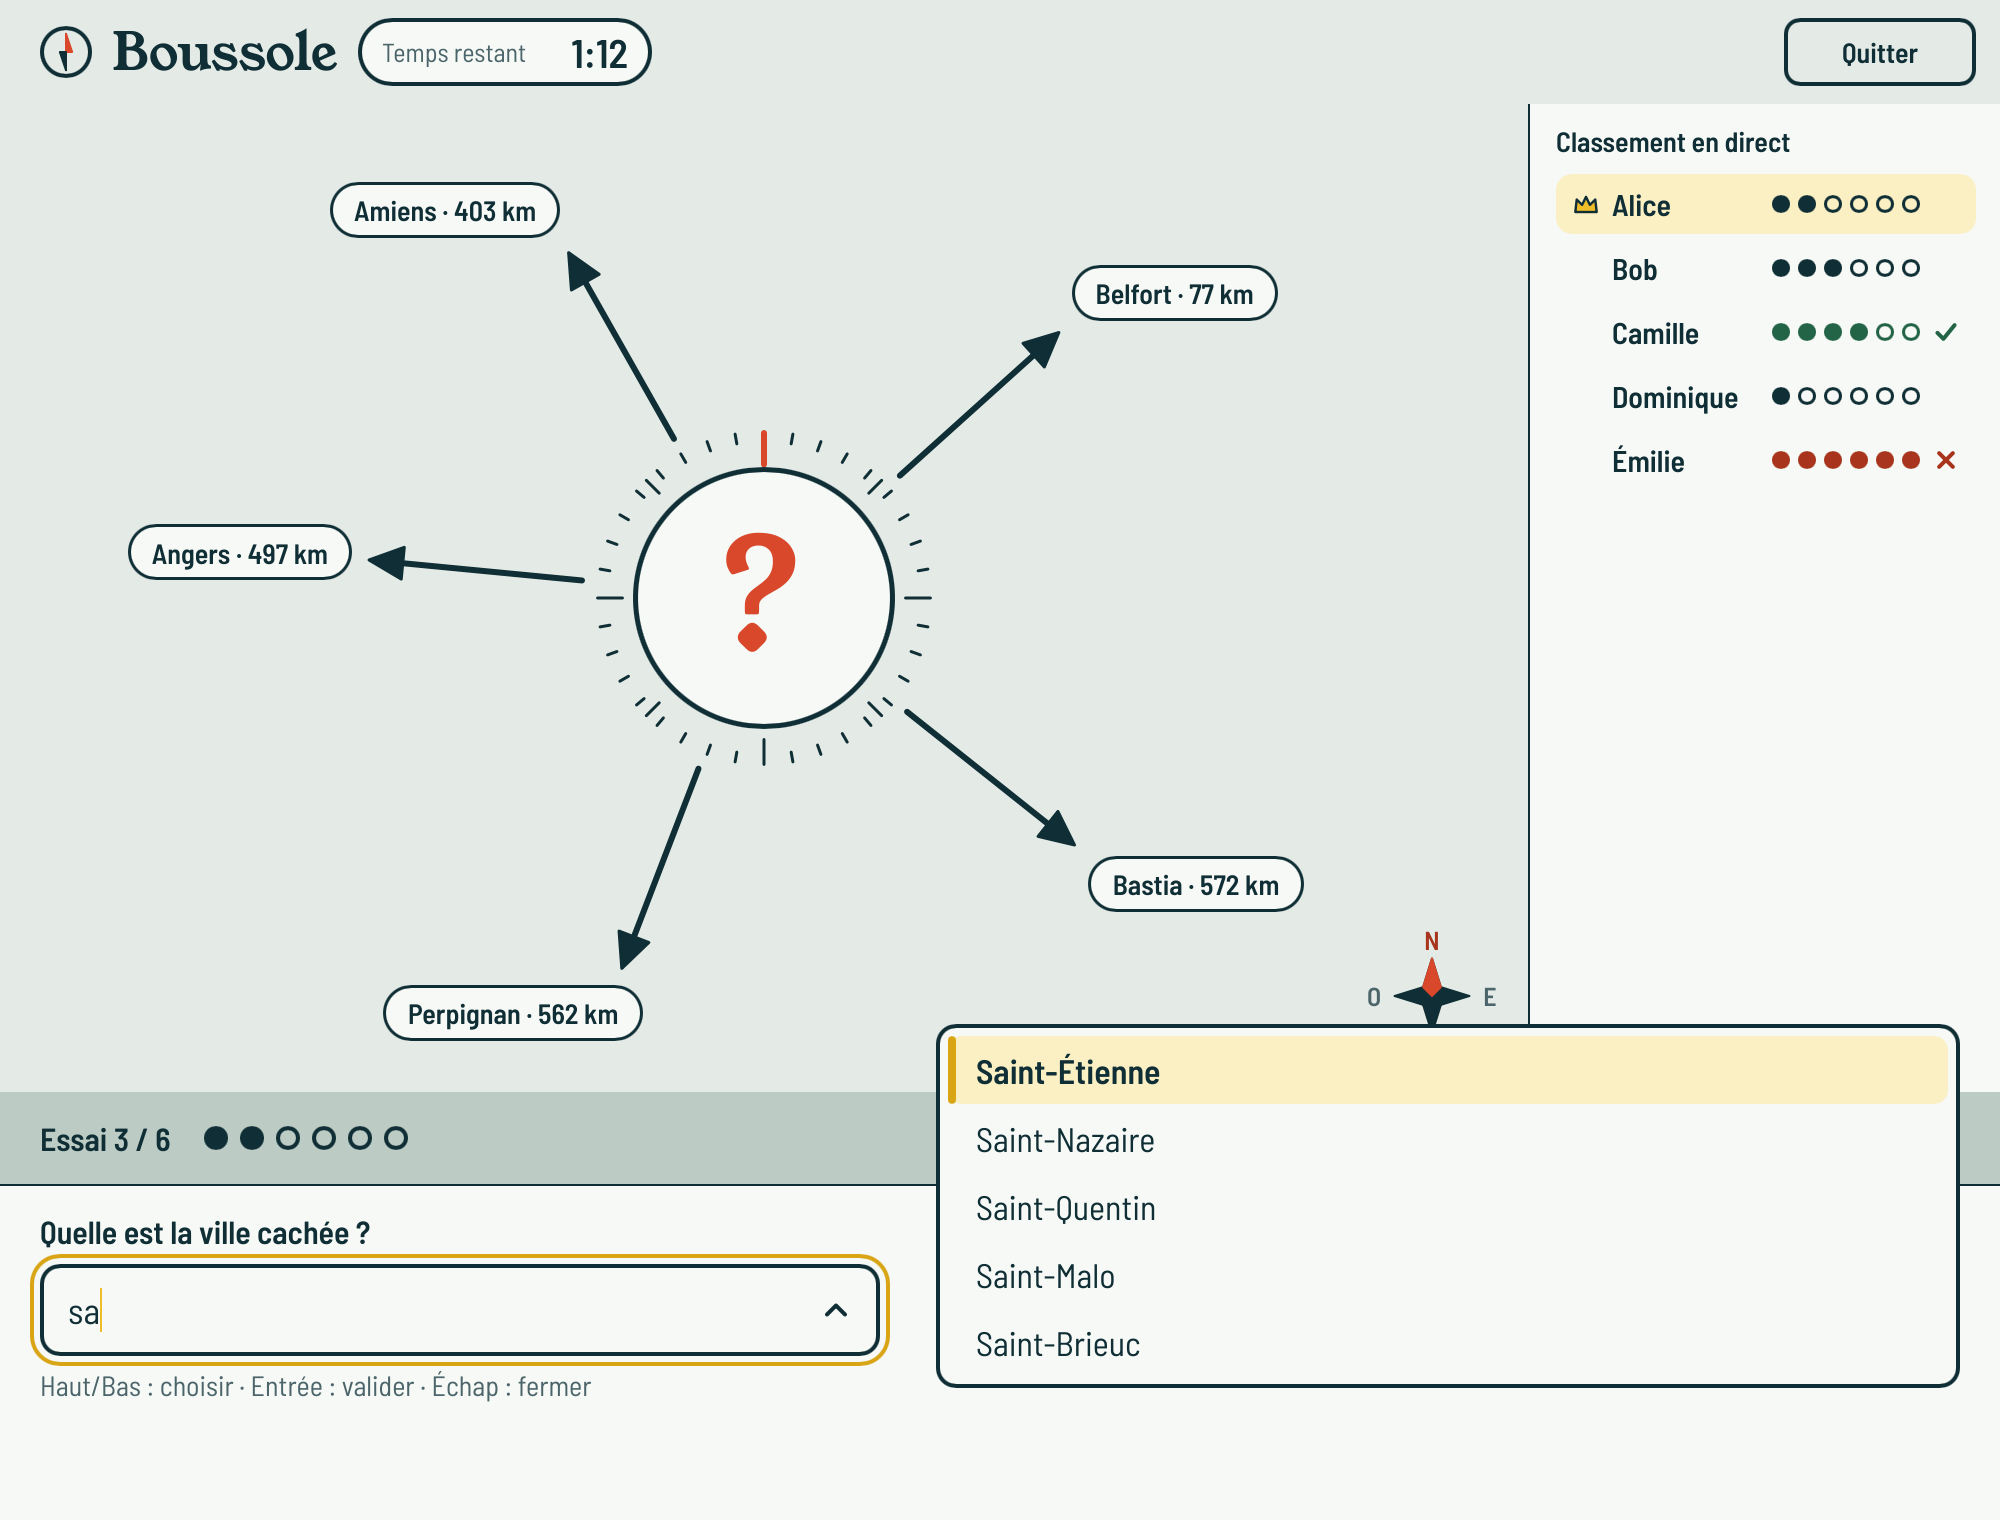 Boussole
Temps restant 1:12
Quitter
Classement en direct
Alice
Bob
Camille
Dominique
Émilie
Amiens · 403 km
Belfort · 77 km
Angers · 497 km
?
Bastia · 572 km
Perpignan · 562 km
N
O E
Essai 3 / 6
Quelle est la ville cachée ?
sa
Haut/Bas : choisir · Entrée : valider · Échap : fermer
Saint-Étienne
Saint-Nazaire
Saint-Quentin
Saint-Malo
Saint-Brieuc